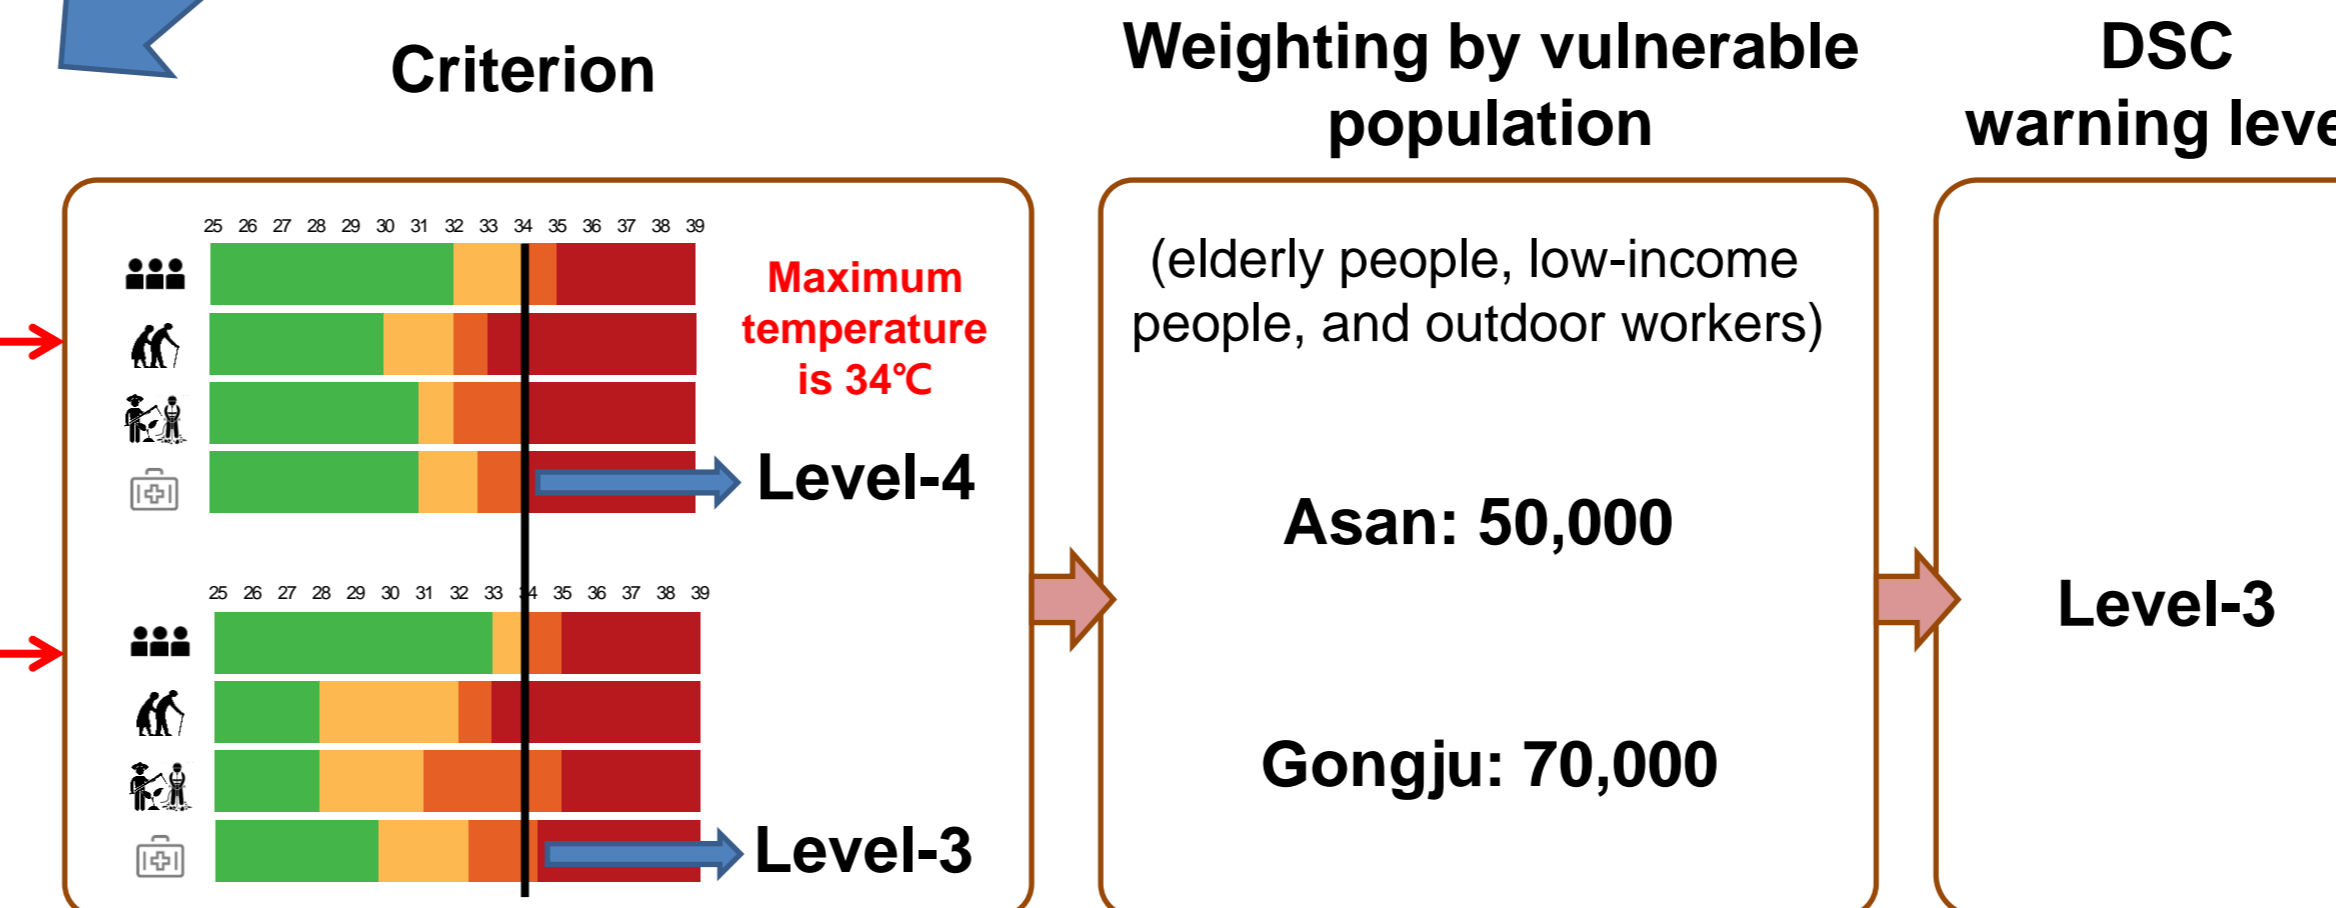 Criterion
Weighting by vulnerable
population
DSC
warning leve
25 26 27 28 29 30 31 32 33 34 35 36 37 38 39
Maximum
temperature
is 34℃
Level-4
25 26 27 28 29 30 31 32 33 34 35 36 37 38 39
Level-3
(elderly people, low-income
people, and outdoor workers)
Asan: 50,000
Gongju: 70,000
Level-3